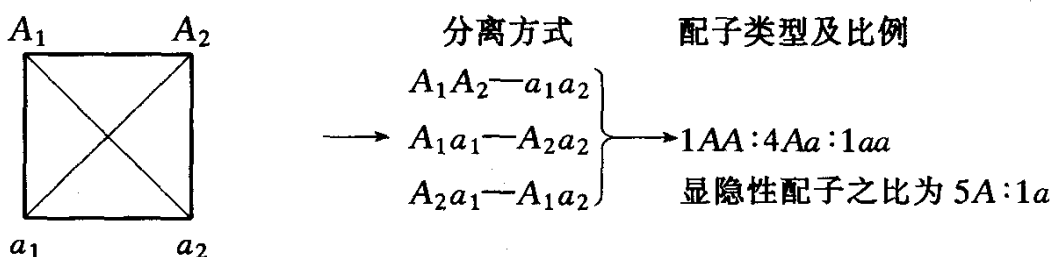 A₁ A₂ 分离方式 配子类型及比例
A₁A₂—a₁a₂
A₁a₁—A₂a₂ 1AA:4Aa:1aa
A₂a₁—A₁a₂ 显隐性配子之比为 5A:1a
a₁ a₂